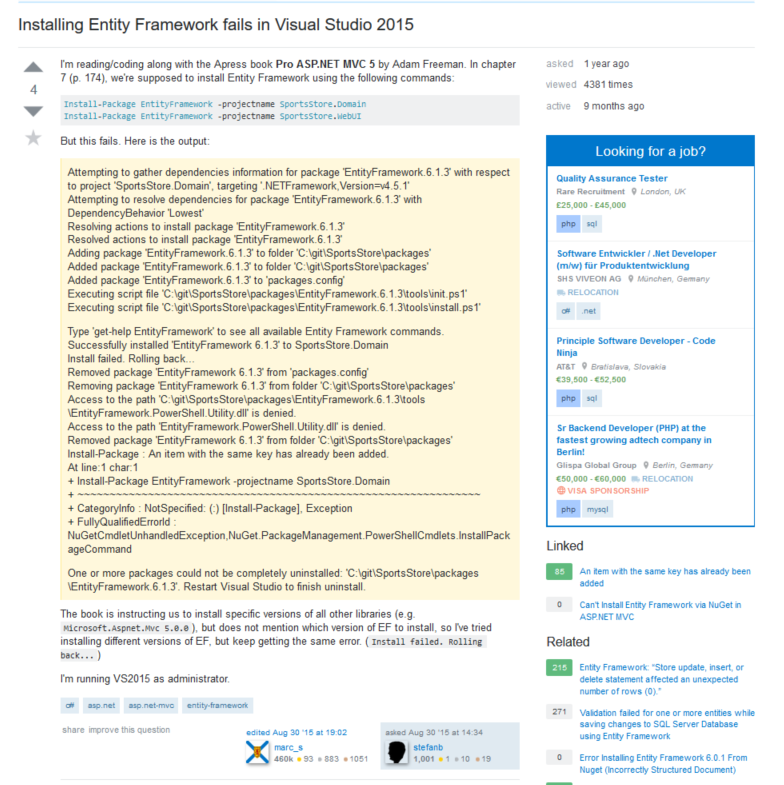 Installing Entity Framework fails in Visual Studio 2015
4
I'm reading/coding along with the Apress book Pro ASP.NET MVC 5 by Adam Freeman. In chapter
7 (p. 174), we're supposed to install Entity Framework using the following commands:
Install-Package EntityFramework -projectname SportsStore.Domain
Install-Package EntityFramework -projectname SportsStore.WebUI
But this fails. Here is the output:
Attempting to gather dependencies information for package 'EntityFramework.6.1.3' with respect
to project 'SportsStore.Domain', targeting '.NETFramework,Version=v4.5.1'
Attempting to resolve dependencies for package 'EntityFramework.6.1.3' with
DependencyBehavior 'Lowest'
Resolving actions to install package 'EntityFramework.6.1.3'
Resolved actions to install package 'EntityFramework.6.1.3'
Adding package 'EntityFramework.6.1.3' to folder 'C:\git\SportsStore\packages'
Added package 'EntityFramework.6.1.3' to folder 'C:\git\SportsStore\packages'
Added package 'EntityFramework.6.1.3' to 'packages.config'
Executing script file 'C:\git\SportsStore\packages\EntityFramework.6.1.3\tools\init.ps1'
Executing script file 'C:\git\SportsStore\packages\EntityFramework.6.1.3\tools\install.ps1'
Type 'get-help EntityFramework' to see all available Entity Framework commands.
Successfully installed 'EntityFramework 6.1.3' to SportsStore.Domain
Install failed. Rolling back...
Removed package 'EntityFramework 6.1.3' from 'packages.config'
Removing package 'EntityFramework 6.1.3' from folder 'C:\git\SportsStore\packages'
Access to the path 'C:\git\SportsStore\packages\EntityFramework.6.1.3\tools
\EntityFramework.PowerShell.Utility.dll' is denied.
Access to the path 'EntityFramework.PowerShell.Utility.dll' is denied.
Removed package 'EntityFramework 6.1.3' from folder 'C:\git\SportsStore\packages'
Install-Package : An item with the same key has already been added.
At line:1 char:1
+ Install-Package EntityFramework -projectname SportsStore.Domain
+ ~~~~~~~~~~~~~~~~~~~~~~~~~~~~~~~~~~~~~~~~~~~~~~~~~~~~~~~~~~~~~~~
+ CategoryInfo : NotSpecified: (:) [Install-Package], Exception
+ FullyQualifiedErrorId :
NuGetCmdletUnhandledException,NuGet.PackageManagement.PowerShellCmdlets.InstallPack
ageCommand
One or more packages could not be completely uninstalled: 'C:\git\SportsStore\packages
\EntityFramework.6.1.3'. Restart Visual Studio to finish uninstall.
The book is instructing us to install specific versions of all other libraries (e.g.
Microsoft.Aspnet.Mvc 5.0.0 ), but does not mention which version of EF to install, so I've tried
installing different versions of EF, but keep getting the same error. ( Install failed. Rolling
back... )
I'm running VS2015 as administrator.
c# asp.net asp.net-mvc entity-framework
share improve this question
edited Aug 30 '15 at 19:02
marc_s
460k 93 883 1051
asked Aug 30 '15 at 14:34
stefanb
1,001 1 10 19
asked 1 year ago
viewed 4381 times
active 9 months ago
Looking for a job?
Quality Assurance Tester
Rare Recruitment London, UK
£25,000 - £45,000
php sql
Software Entwickler / .Net Developer
(m/w) für Produktentwicklung
SHS VIVEON AG München, Germany
RELOCATION
c# .net
Principle Software Developer - Code
Ninja
AT&T Bratislava, Slovakia
€39,500 - €52,500
php sql
Sr Backend Developer (PHP) at the
fastest growing adtech company in
Berlin!
Glispa Global Group Berlin, Germany
€50,000 - €60,000 RELOCATION
VISA SPONSORSHIP
php mysql
Linked
85 An item with the same key has already been
added
0 Can't Install Entity Framework via NuGet in
ASP.NET MVC
Related
215 Entity Framework: "Store update, insert, or
delete statement affected an unexpected
number of rows (0)."
271 Validation failed for one or more entities while
saving changes to SQL Server Database
using Entity Framework
0 Error Installing Entity Framework 6.0.1 From
Nuget (Incorrectly Structured Document)